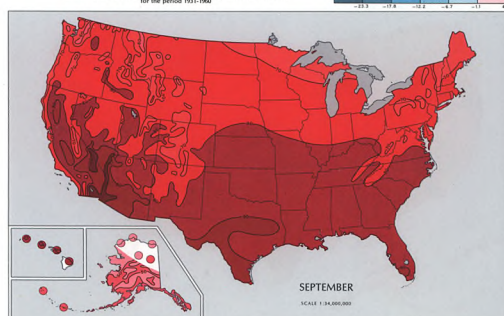 for the period 1931-1960
−23.3 −17.8 −12.2 −6.7 −1.1
SEPTEMBER
SCALE 1:34,000,000